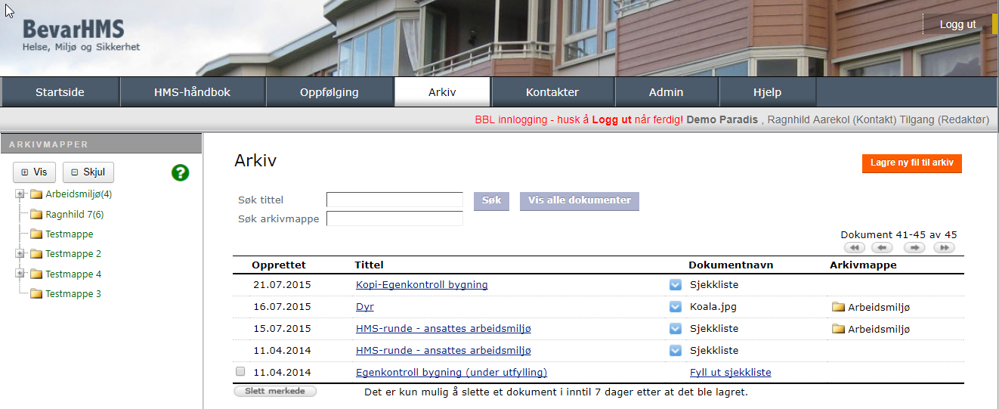 BevarHMS
Helse, Miljø og Sikkerhet
Logg ut
Startside HMS-håndbok Oppfølging Arkiv Kontakter Admin Hjelp
BBL innlogging - husk å Logg ut når ferdig! Demo Paradis , Ragnhild Aarekol (Kontakt) Tilgang (Redaktør)
ARKIVMAPPER
Vis Skjul ?
Arbeidsmiljø(4)
Ragnhild 7(6)
Testmappe
Testmappe 2
Testmappe 4
Testmappe 3
Arkiv
Lagre ny fil til arkiv
Søk tittel Søk Vis alle dokumenter
Søk arkivmappe
Dokument 41-45 av 45
Opprettet Tittel Dokumentnavn Arkivmappe
21.07.2015 Kopi-Egenkontroll bygning Sjekkliste
16.07.2015 Dyr Koala.jpg Arbeidsmiljø
15.07.2015 HMS-runde - ansattes arbeidsmiljø Sjekkliste Arbeidsmiljø
11.04.2014 HMS-runde - ansattes arbeidsmiljø Sjekkliste
11.04.2014 Egenkontroll bygning (under utfylling) Fyll ut sjekkliste
Slett merkede Det er kun mulig å slette et dokument i inntil 7 dager etter at det ble lagret.